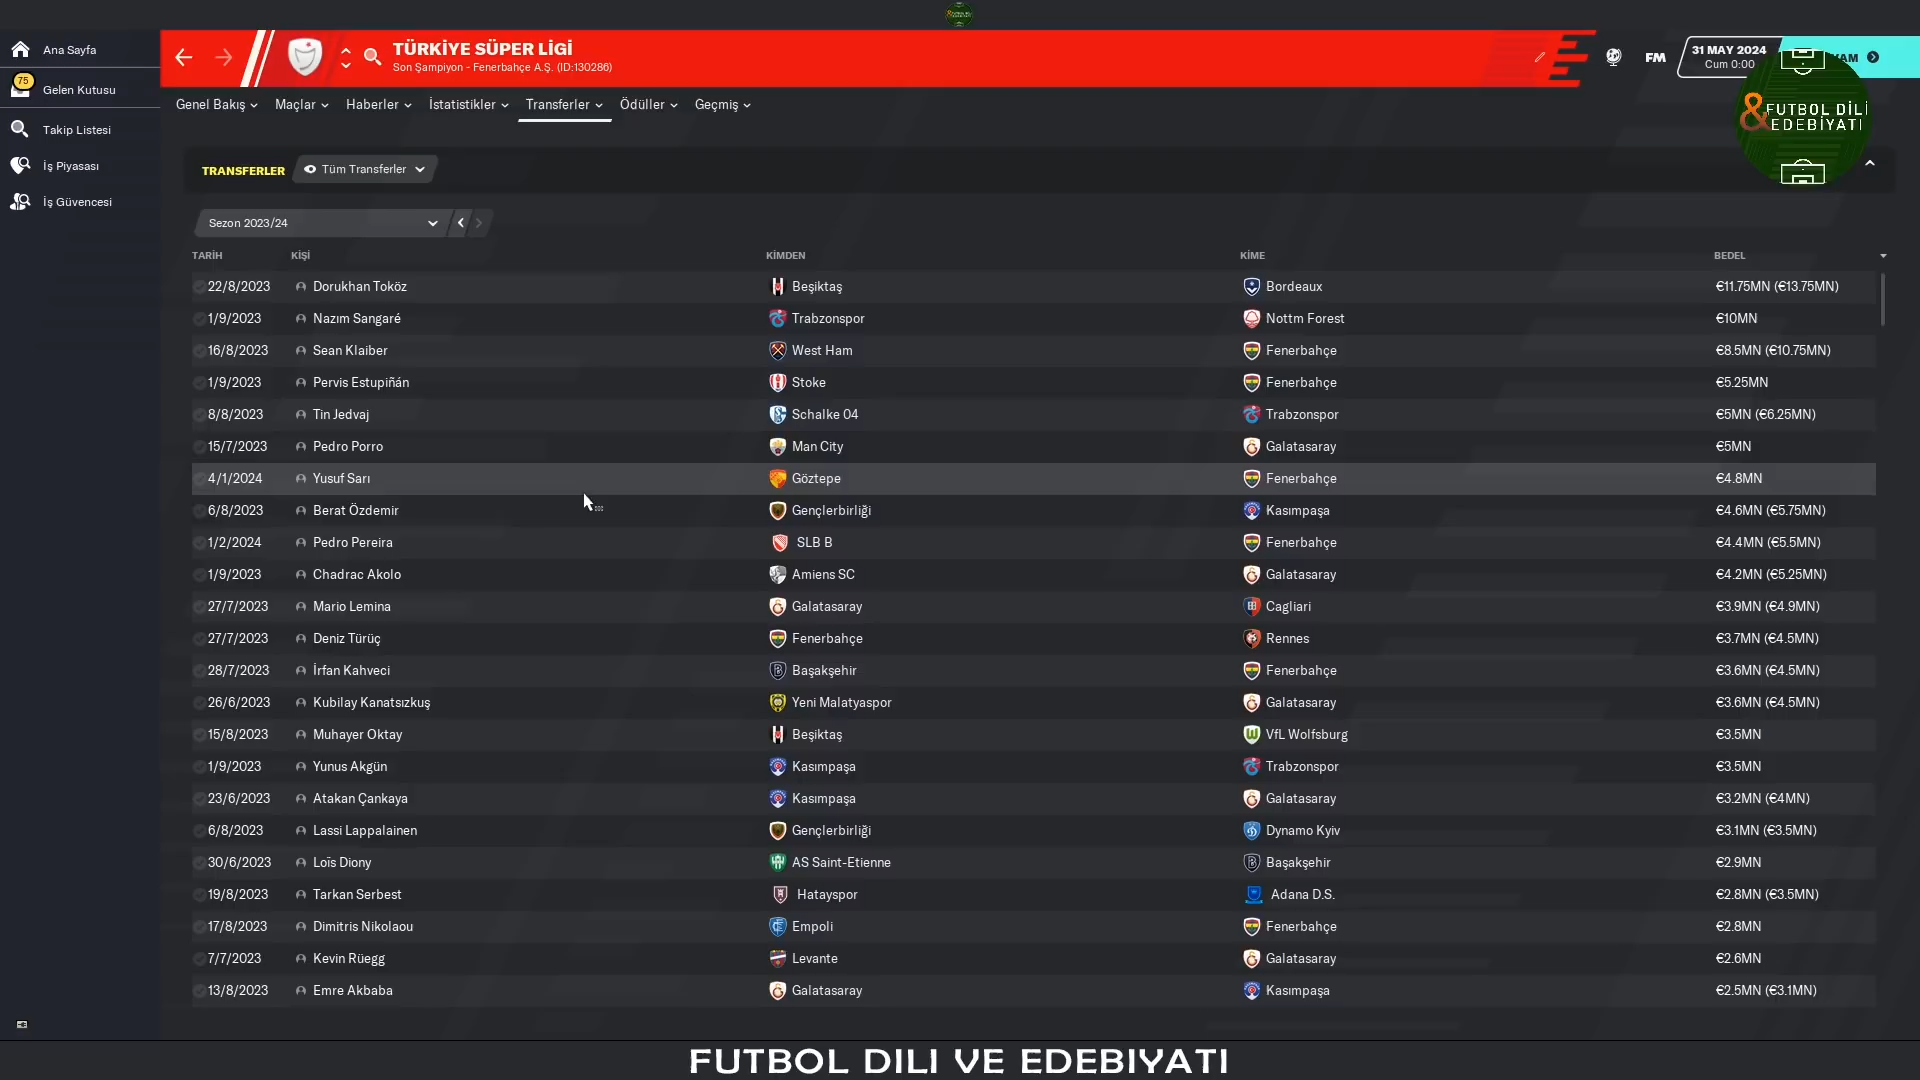 Ana Sayfa
75
Gelen Kutusu
Takip Listesi
İş Piyasası
İş Güvencesi
TÜRKİYE SÜPER LİGİ
Son Şampiyon - Fenerbahçe A.Ş. (ID:130286)
FM
31 MAY 2024
Cum 0:00
&FUTBOL DİLİ
EDEBİYATI
Genel Bakış Maçlar Haberler İstatistikler Transferler Ödüller Geçmiş
TRANSFERLER Tüm Transferler
Sezon 2023/24
TARİH KİŞİ KİMDEN KİME BEDEL
22/8/2023 Dorukhan Toköz Beşiktaş Bordeaux €11.75MN (€13.75MN)
1/9/2023 Nazım Sangaré Trabzonspor Nottm Forest €10MN
16/8/2023 Sean Klaiber West Ham Fenerbahçe €8.5MN (€10.75MN)
1/9/2023 Pervis Estupiñán Stoke Fenerbahçe €5.25MN
8/8/2023 Tin Jedvaj Schalke 04 Trabzonspor €5MN (€6.25MN)
15/7/2023 Pedro Porro Man City Galatasaray €5MN
4/1/2024 Yusuf Sarı Göztepe Fenerbahçe €4.8MN
6/8/2023 Berat Özdemir Gençlerbirliği Kasımpaşa €4.6MN (€5.75MN)
1/2/2024 Pedro Pereira SLB B Fenerbahçe €4.4MN (€5.5MN)
1/9/2023 Chadrac Akolo Amiens SC Galatasaray €4.2MN (€5.25MN)
27/7/2023 Mario Lemina Galatasaray Cagliari €3.9MN (€4.9MN)
27/7/2023 Deniz Türüç Fenerbahçe Rennes €3.7MN (€4.5MN)
28/7/2023 İrfan Kahveci Başakşehir Fenerbahçe €3.6MN (€4.5MN)
26/6/2023 Kubilay Kanatsızkuş Yeni Malatyaspor Galatasaray €3.6MN (€4.5MN)
15/8/2023 Muhayer Oktay Beşiktaş VfL Wolfsburg €3.5MN
1/9/2023 Yunus Akgün Kasımpaşa Trabzonspor €3.5MN
23/6/2023 Atakan Çankaya Kasımpaşa Galatasaray €3.2MN (€4MN)
6/8/2023 Lassi Lappalainen Gençlerbirliği Dynamo Kyiv €3.1MN (€3.5MN)
30/6/2023 Loïs Diony AS Saint-Etienne Başakşehir €2.9MN
19/8/2023 Tarkan Serbest Hatayspor Adana D.S. €2.8MN (€3.5MN)
17/8/2023 Dimitris Nikolaou Empoli Fenerbahçe €2.8MN
7/7/2023 Kevin Rüegg Levante Galatasaray €2.6MN
13/8/2023 Emre Akbaba Galatasaray Kasımpaşa €2.5MN (€3.1MN)
FUTBOL DILI VE EDEBIYATI